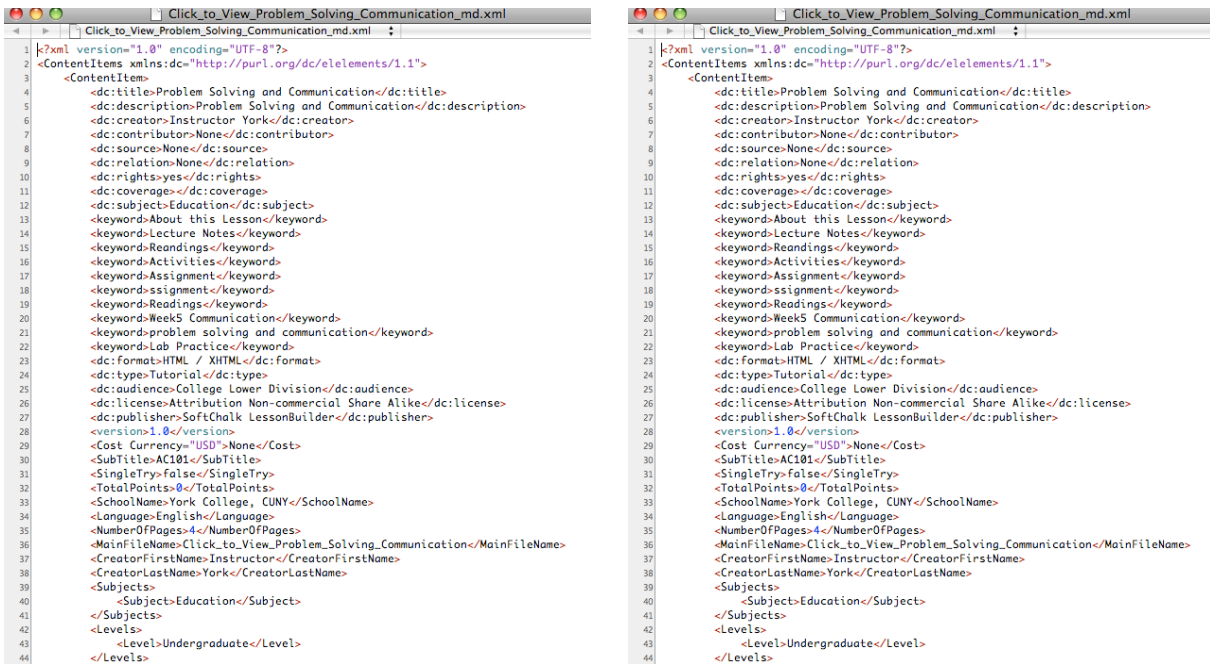 Click_to_View_Problem_Solving_Communication_md.xml
Click_to_View_Problem_Solving_Communication_md.xml
1 <?xml version="1.0" encoding="UTF-8"?>
2 <ContentItems xmlns:dc="http://purl.org/dc/elelements/1.1">
3 <ContentItem>
4 <dc:title>Problem Solving and Communication</dc:title>
5 <dc:description>Problem Solving and Communication</dc:description>
6 <dc:creator>Instructor York</dc:creator>
7 <dc:contributor>None</dc:contributor>
8 <dc:source>None</dc:source>
9 <dc:relation>None</dc:relation>
10 <dc:rights>yes</dc:rights>
11 <dc:coverage></dc:coverage>
12 <dc:subject>Education</dc:subject>
13 <keyword>About this Lesson</keyword>
14 <keyword>Lecture Notes</keyword>
15 <keyword>Reandings</keyword>
16 <keyword>Activities</keyword>
17 <keyword>Assignment</keyword>
18 <keyword>ssignment</keyword>
19 <keyword>Readings</keyword>
20 <keyword>Week5 Communication</keyword>
21 <keyword>problem solving and communication</keyword>
22 <keyword>Lab Practice</keyword>
23 <dc:format>HTML / XHTML</dc:format>
24 <dc:type>Tutorial</dc:type>
25 <dc:audience>College Lower Division</dc:audience>
26 <dc:license>Attribution Non-commercial Share Alike</dc:license>
27 <dc:publisher>SoftChalk LessonBuilder</dc:publisher>
28 <version>1.0</version>
29 <Cost Currency="USD">None</Cost>
30 <SubTitle>AC101</SubTitle>
31 <SingleTry>false</SingleTry>
32 <TotalPoints>0</TotalPoints>
33 <SchoolName>York College, CUNY</SchoolName>
34 <Language>English</Language>
35 <NumberOfPages>4</NumberOfPages>
36 <MainFileName>Click_to_View_Problem_Solving_Communication</MainFileName>
37 <CreatorFirstName>Instructor</CreatorFirstName>
38 <CreatorLastName>York</CreatorLastName>
39 <Subjects>
40 <Subject>Education</Subject>
41 </Subjects>
42 <Levels>
43 <Level>Undergraduate</Level>
44 </Levels>
Click_to_View_Problem_Solving_Communication_md.xml
Click_to_View_Problem_Solving_Communication_md.xml
1 <?xml version="1.0" encoding="UTF-8"?>
2 <ContentItems xmlns:dc="http://purl.org/dc/elelements/1.1">
3 <ContentItem>
4 <dc:title>Problem Solving and Communication</dc:title>
5 <dc:description>Problem Solving and Communication</dc:description>
6 <dc:creator>Instructor York</dc:creator>
7 <dc:contributor>None</dc:contributor>
8 <dc:source>None</dc:source>
9 <dc:relation>None</dc:relation>
10 <dc:rights>yes</dc:rights>
11 <dc:coverage></dc:coverage>
12 <dc:subject>Education</dc:subject>
13 <keyword>About this Lesson</keyword>
14 <keyword>Lecture Notes</keyword>
15 <keyword>Reandings</keyword>
16 <keyword>Activities</keyword>
17 <keyword>Assignment</keyword>
18 <keyword>ssignment</keyword>
19 <keyword>Readings</keyword>
20 <keyword>Week5 Communication</keyword>
21 <keyword>problem solving and communication</keyword>
22 <keyword>Lab Practice</keyword>
23 <dc:format>HTML / XHTML</dc:format>
24 <dc:type>Tutorial</dc:type>
25 <dc:audience>College Lower Division</dc:audience>
26 <dc:license>Attribution Non-commercial Share Alike</dc:license>
27 <dc:publisher>SoftChalk LessonBuilder</dc:publisher>
28 <version>1.0</version>
29 <Cost Currency="USD">None</Cost>
30 <SubTitle>AC101</SubTitle>
31 <SingleTry>false</SingleTry>
32 <TotalPoints>0</TotalPoints>
33 <SchoolName>York College, CUNY</SchoolName>
34 <Language>English</Language>
35 <NumberOfPages>4</NumberOfPages>
36 <MainFileName>Click_to_View_Problem_Solving_Communication</MainFileName>
37 <CreatorFirstName>Instructor</CreatorFirstName>
38 <CreatorLastName>York</CreatorLastName>
39 <Subjects>
40 <Subject>Education</Subject>
41 </Subjects>
42 <Levels>
43 <Level>Undergraduate</Level>
44 </Levels>